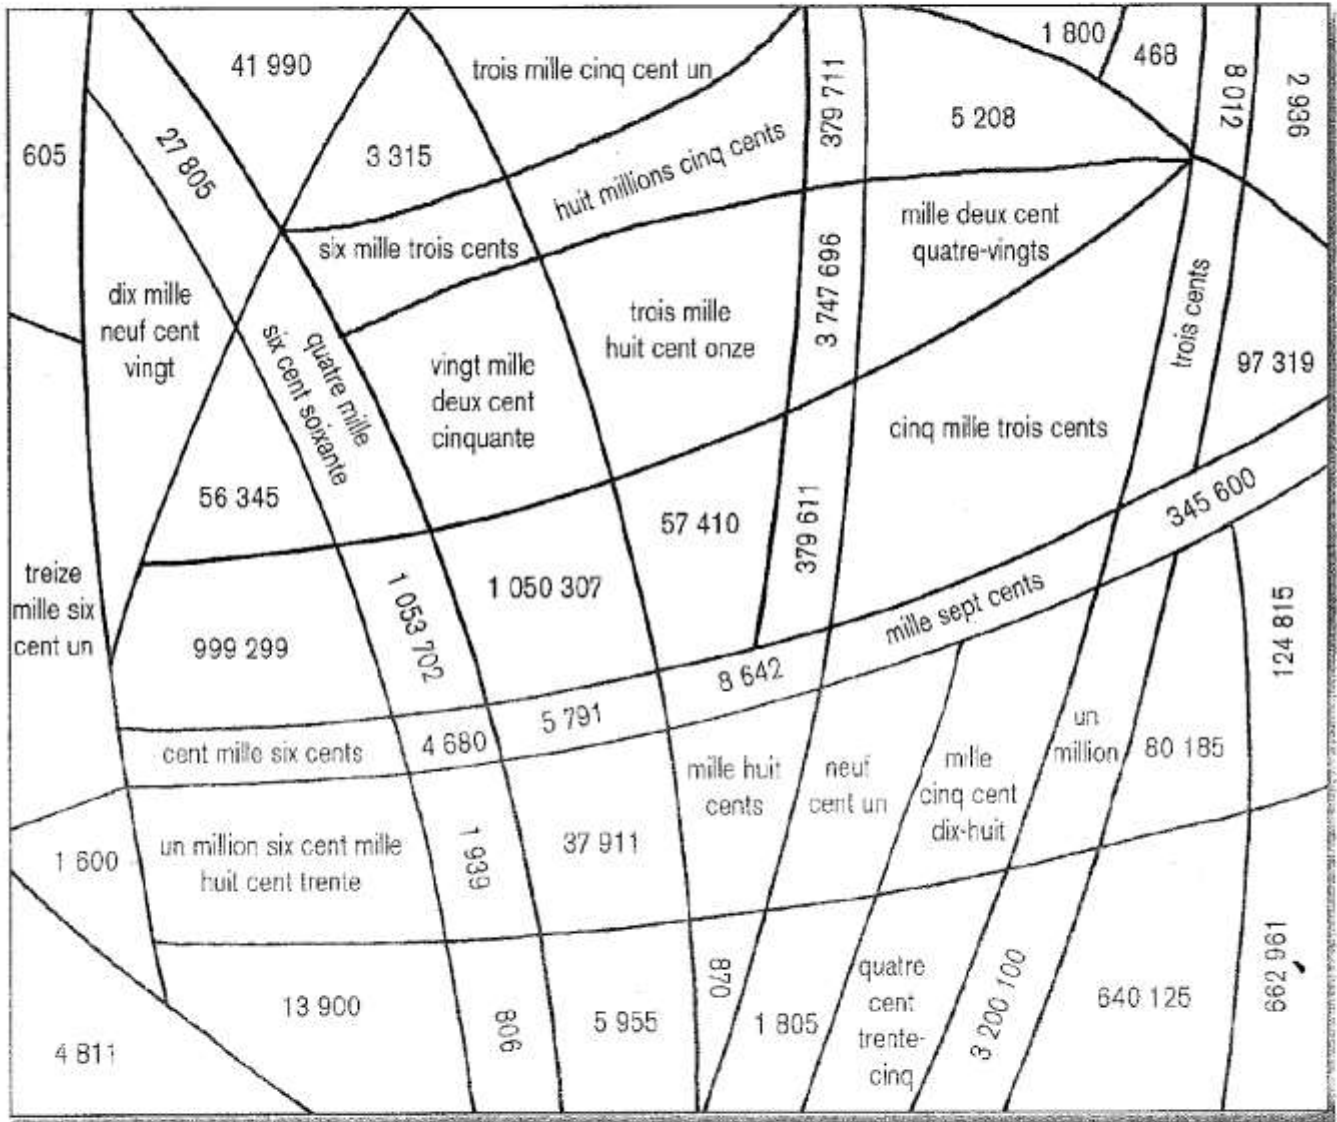 41 990
trois mille cinq cent un
379 711
1 800
468
8 012
2 936
605
27 805
3 315
huit millions cinq cents
5 208
six mille trois cents
mille deux cent
quatre-vingts
dix mille
neuf cent
vingt
quatre mille
six cent soixante
vingt mille
deux cent
cinquante
trois mille
huit cent onze
3 747 696
trois cents
97 319
cinq mille trois cents
56 345
57 410
379 611
345 600
treize
mille six
cent un
999 299
1 053 702
1 050 307
mille sept cents
124 815
cent mille six cents
4 680
5 791
8 642
mille huit
cents
neuf
cent un
mille
cinq cent
dix-huit
un
million
80 185
1 600
un million six cent mille
huit cent trente
1 939
37 911
4 811
13 900
806
5 955
870
1 805
quatre
cent
trente-
cinq
3 200 100
640 125
662 961